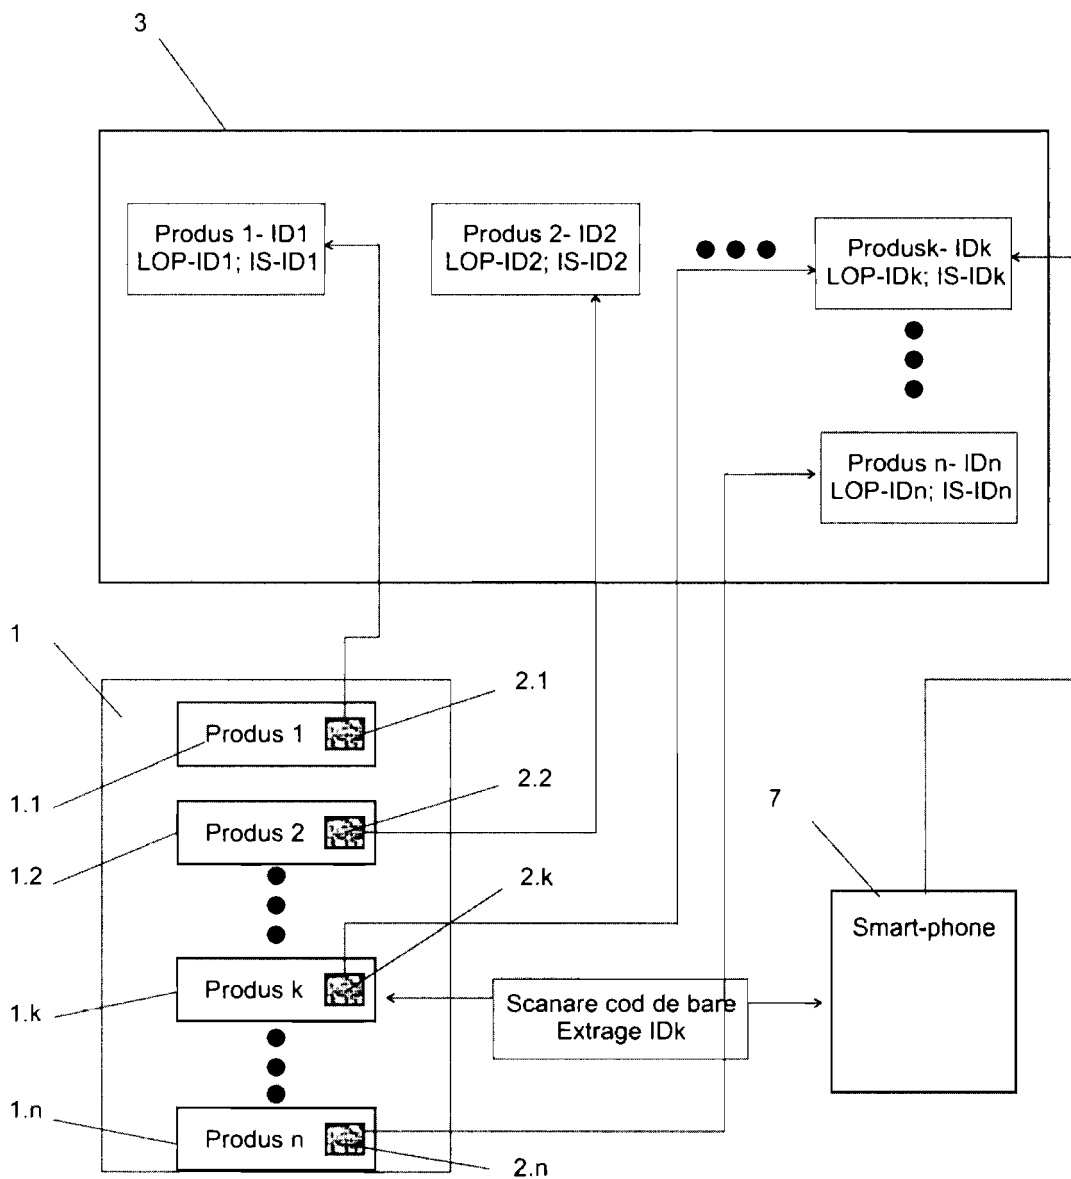 3
Produs 1- ID1
LOP-ID1; IS-ID1
Produs 2- ID2
LOP-ID2; IS-ID2
Produsk- IDk
LOP-IDk; IS-IDk
Produs n- IDn
LOP-IDn; IS-IDn
1
2.1
Produs 1
1.1
2.2
Produs 2
1.2
7
2.k
Smart-phone
Produs k
1.k
Scanare cod de bare
Extrage IDk
1.n
Produs n
2.n